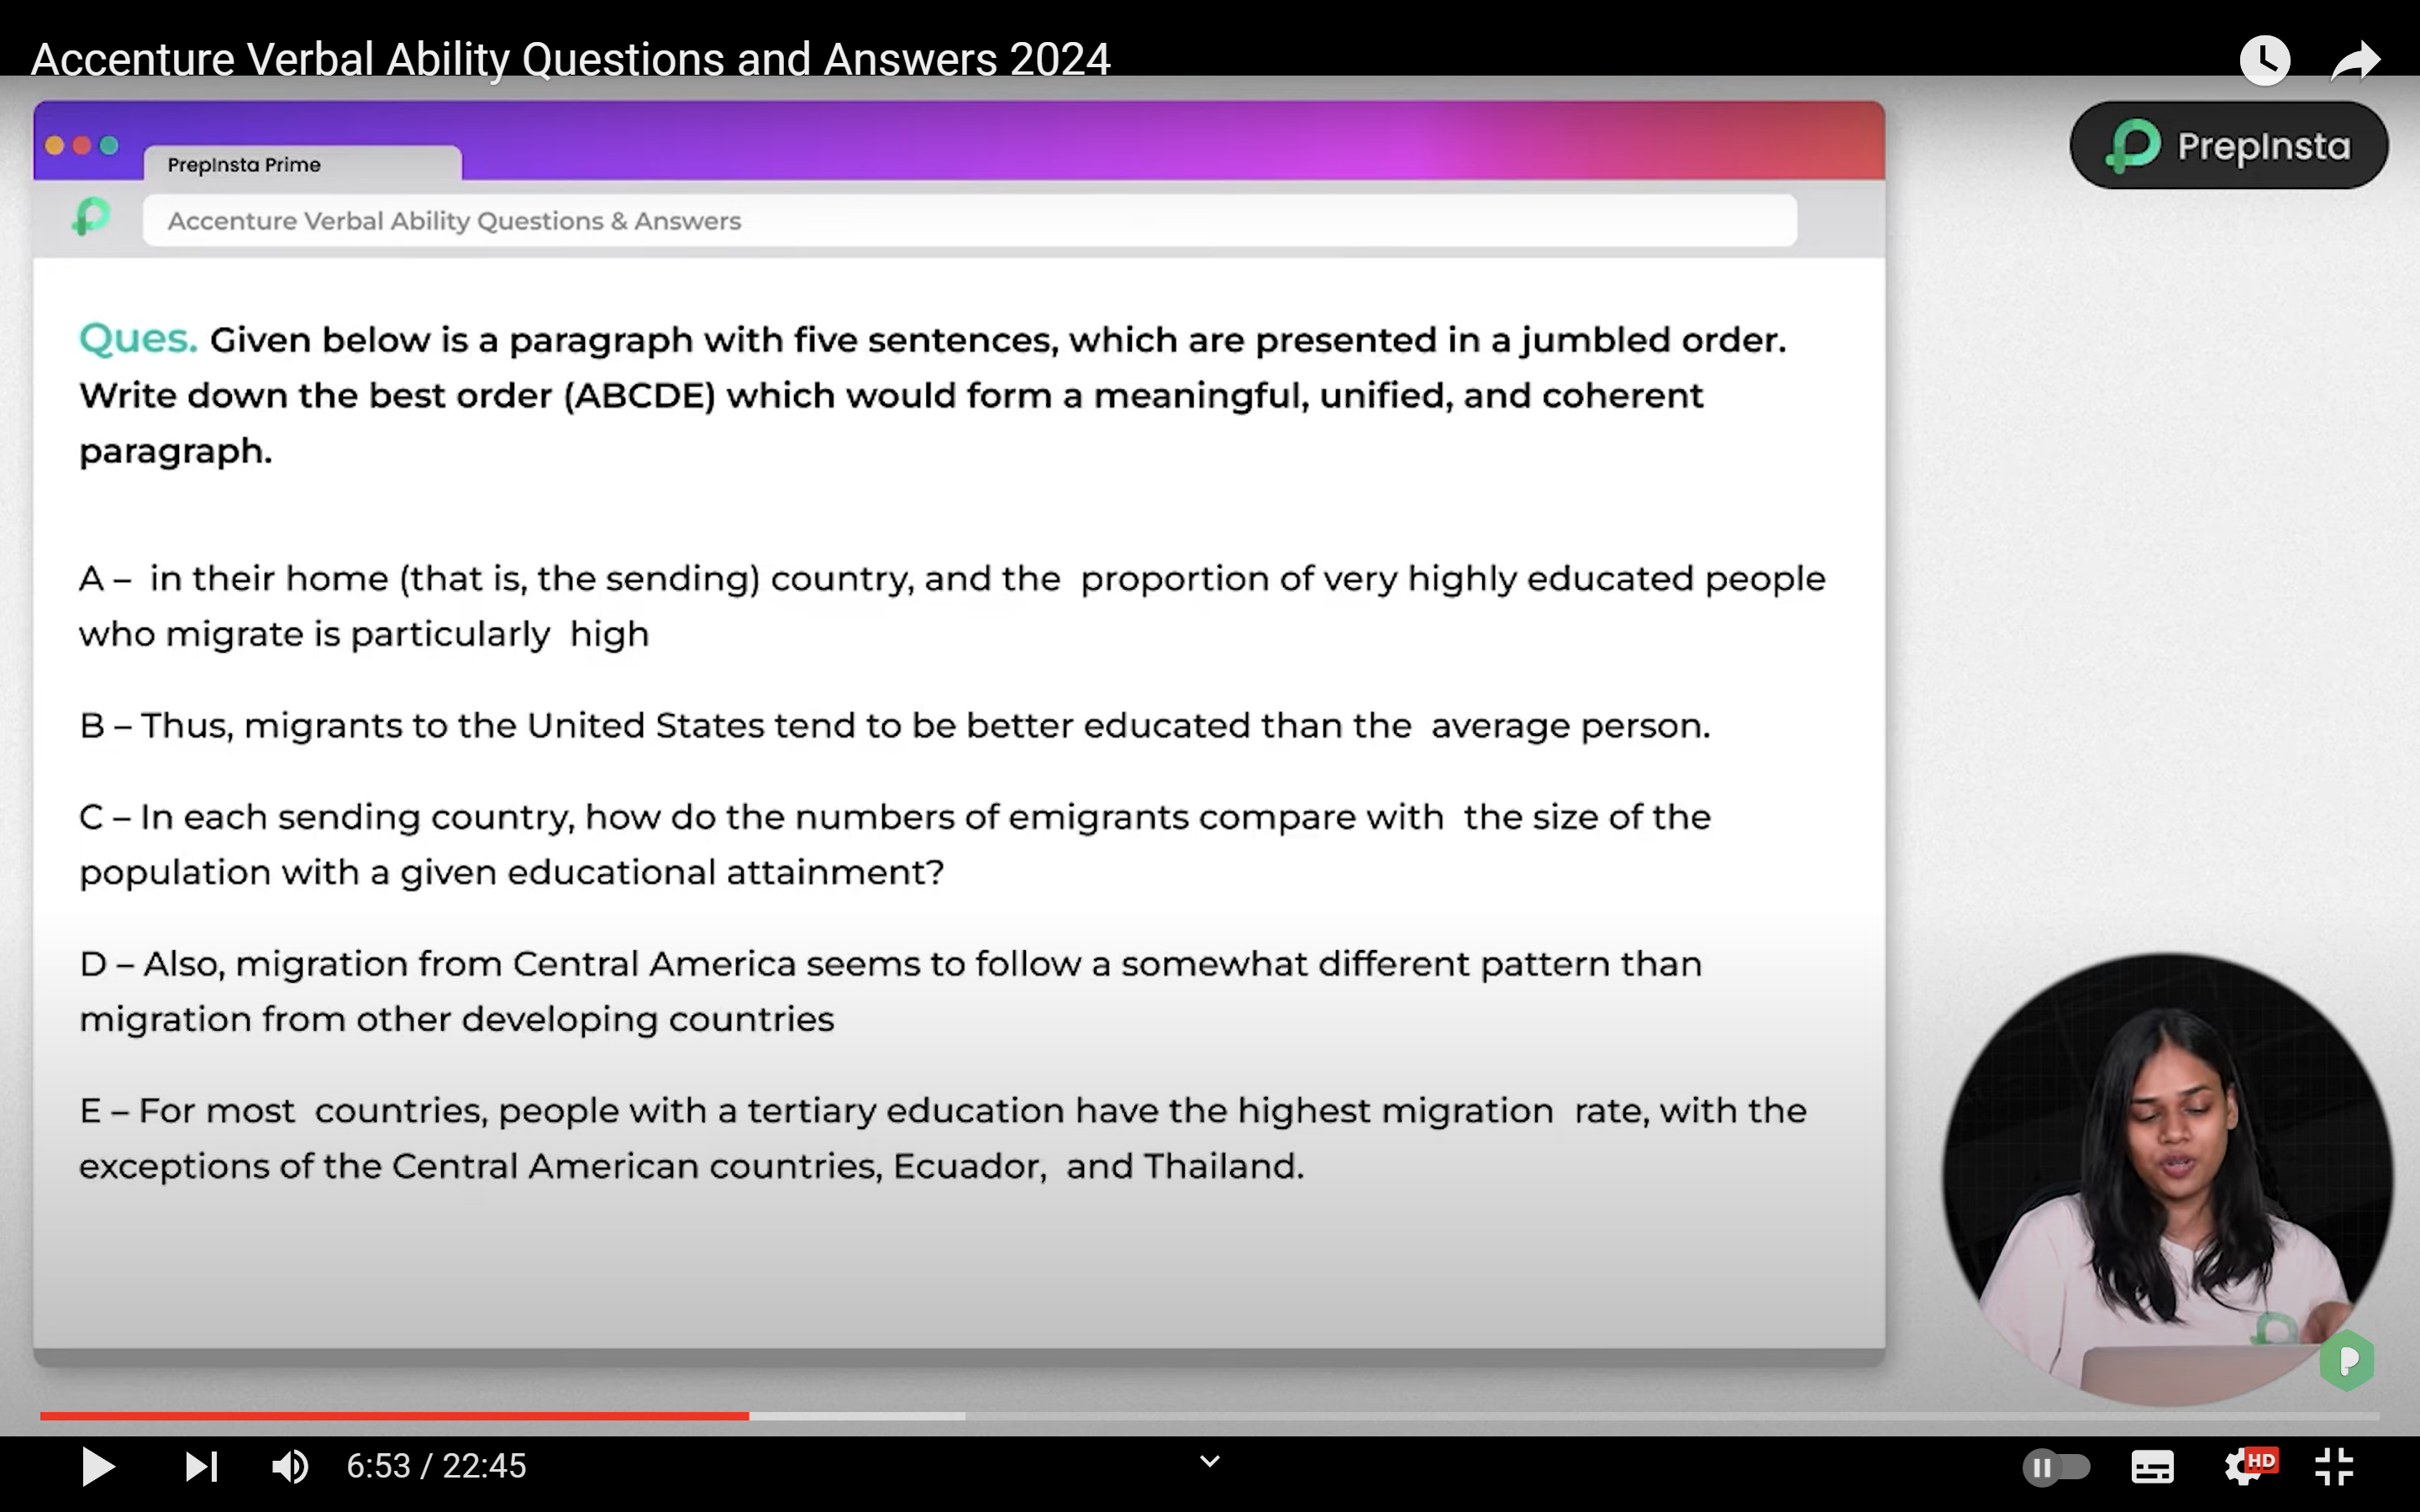 Accenture Verbal Ability Questions and Answers 2024
PrepInsta Prime
PrepInsta
Accenture Verbal Ability Questions & Answers
Ques. Given below is a paragraph with five sentences, which are presented in a jumbled order.
Write down the best order (ABCDE) which would form a meaningful, unified, and coherent
paragraph.
A – in their home (that is, the sending) country, and the proportion of very highly educated people
who migrate is particularly high
B – Thus, migrants to the United States tend to be better educated than the average person.
C – In each sending country, how do the numbers of emigrants compare with the size of the
population with a given educational attainment?
D – Also, migration from Central America seems to follow a somewhat different pattern than
migration from other developing countries
E – For most countries, people with a tertiary education have the highest migration rate, with the
exceptions of the Central American countries, Ecuador, and Thailand.
6:53 / 22:45
HD